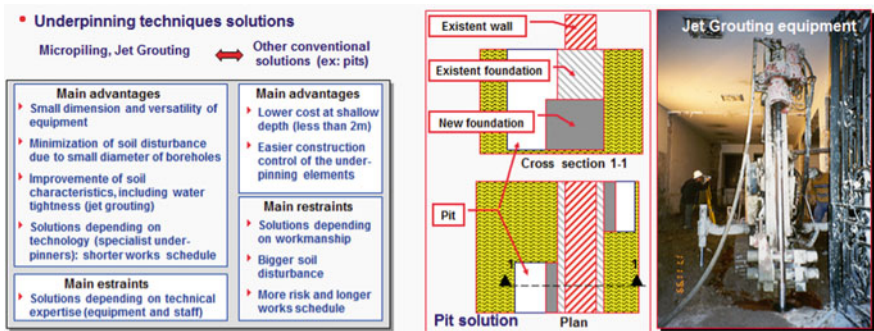 • Underpinning techniques solutions
Micropiling, Jet Grouting
Other conventional
solutions (ex: pits)
Main advantages
Small dimension and versatility of
equipment
Minimization of soil disturbance
due to small diameter of boreholes
Improvemente of soil
characteristics, including water
tightness (jet grouting)
Solutions depending on
technology (specialist under-
pinners): shorter works schedule
Main estraints
Solutions depending on technical
expertise (equipment and staff)
Main advantages
Lower cost at shallow
depth (less than 2m)
Easier construction
control of the under-
pinning elements
Main restraints
Solutions depending
on workmanship
Bigger soil
disturbance
More risk and longer
works schedule
Existent wall
Existent foundation
New foundation
Cross section 1-1
Pit
1
1
Pit solution
Plan
Jet Grouting equipment